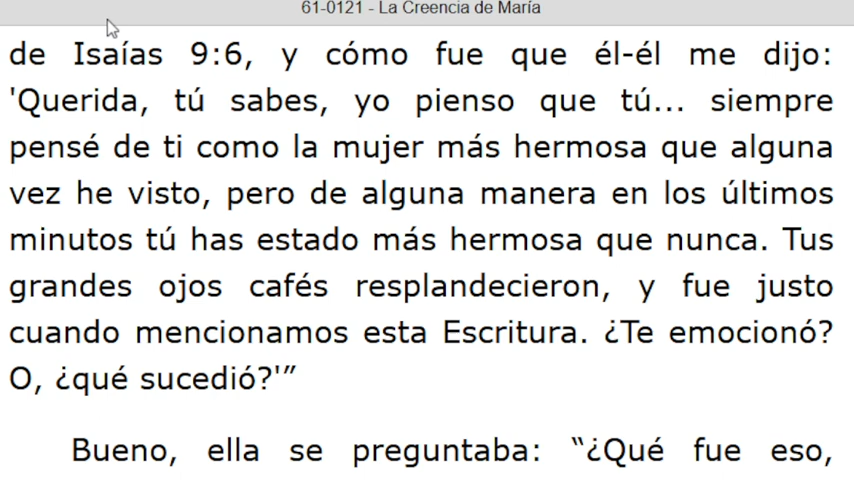 61-0121 - La Creencia de María
de Isaías 9:6, y cómo fue que él-él me dijo:
'Querida, tú sabes, yo pienso que tú... siempre
pensé de ti como la mujer más hermosa que alguna
vez he visto, pero de alguna manera en los últimos
minutos tú has estado más hermosa que nunca. Tus
grandes ojos cafés resplandecieron, y fue justo
cuando mencionamos esta Escritura. ¿Te emocionó?
O, ¿qué sucedió?'”
Bueno, ella se preguntaba: “¿Qué fue eso,